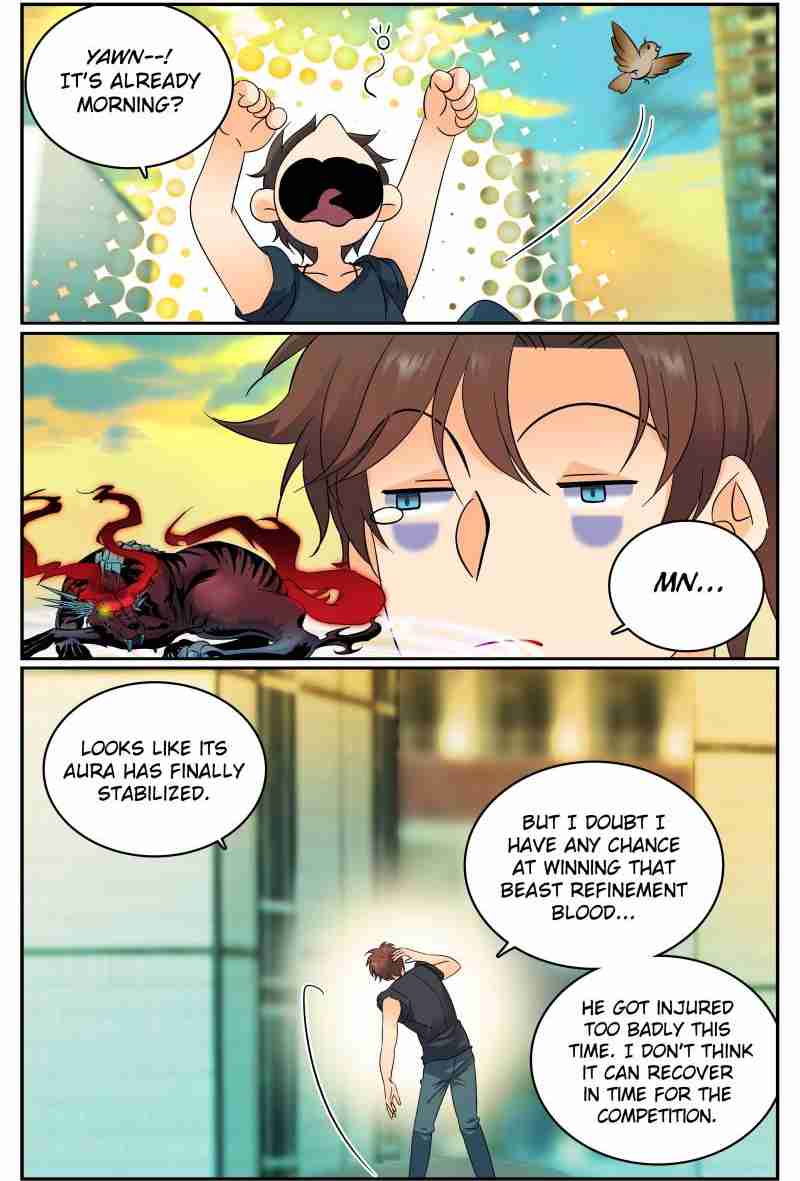 YAWN--!
IT'S ALREADY
MORNING?
MN...
LOOKS LIKE ITS
AURA HAS FINALLY
STABILIZED.
BUT I DOUBT I
HAVE ANY CHANCE
AT WINNING THAT
BEAST REFINEMENT
BLOOD...
HE GOT INJURED
TOO BADLY THIS
TIME. I DON'T THINK
IT CAN RECOVER
IN TIME FOR THE
COMPETITION.